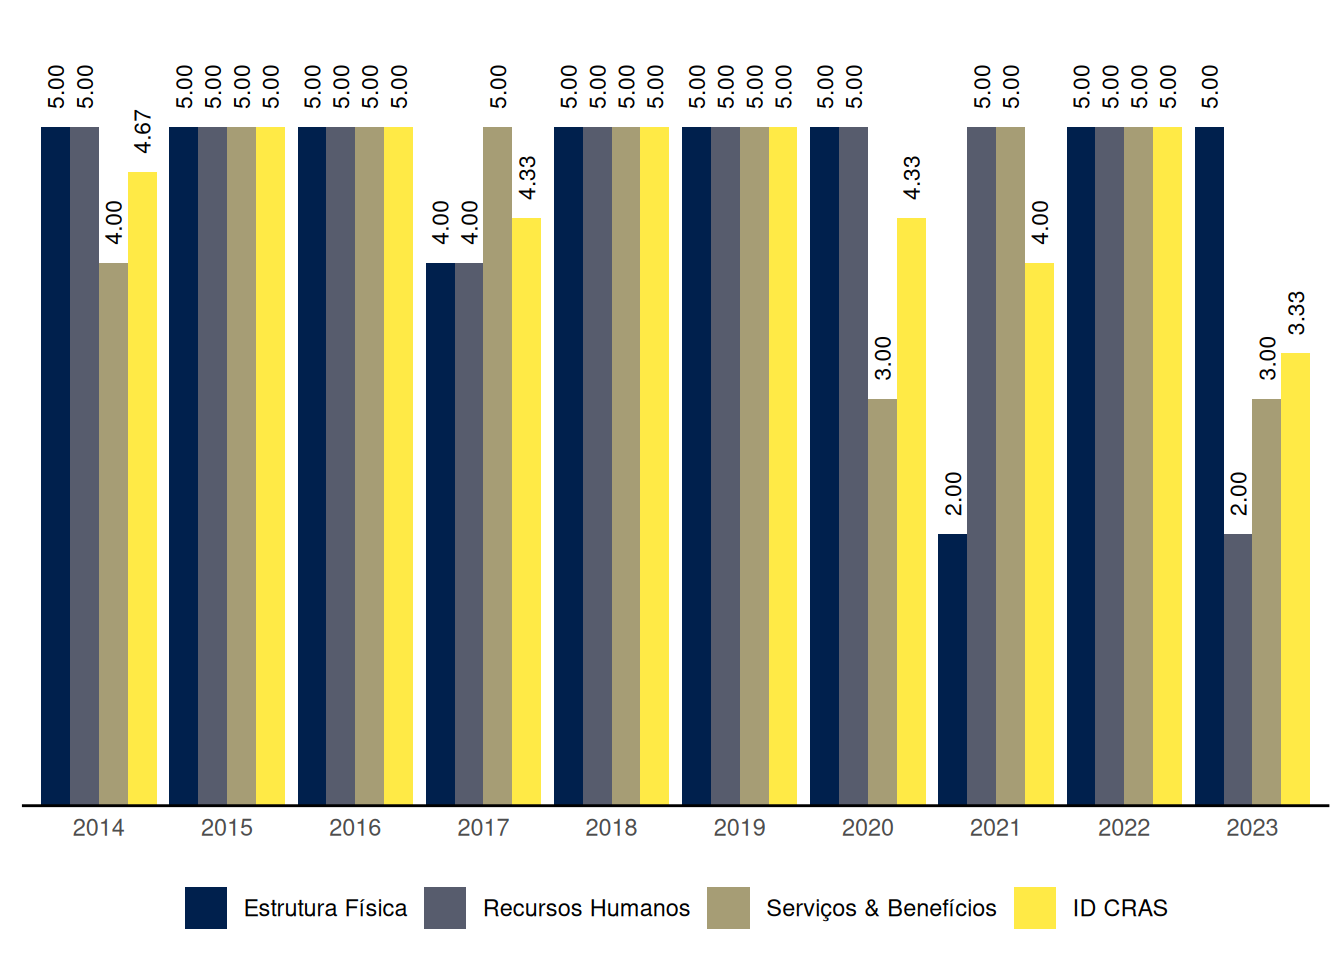 5.00 5.00 4.00 4.67 5.00 5.00 5.00 5.00 5.00 5.00 5.00 5.00 4.00 4.00 5.00 4.33 5.00 5.00 5.00 5.00 5.00 5.00 5.00 5.00 5.00 5.00 3.00 4.33 2.00 5.00 5.00 4.00 5.00 5.00 5.00 5.00 5.00 2.00 3.00 3.33
2014 2015 2016 2017 2018 2019 2020 2021 2022 2023
Estrutura Física Recursos Humanos Serviços & Benefícios ID CRAS